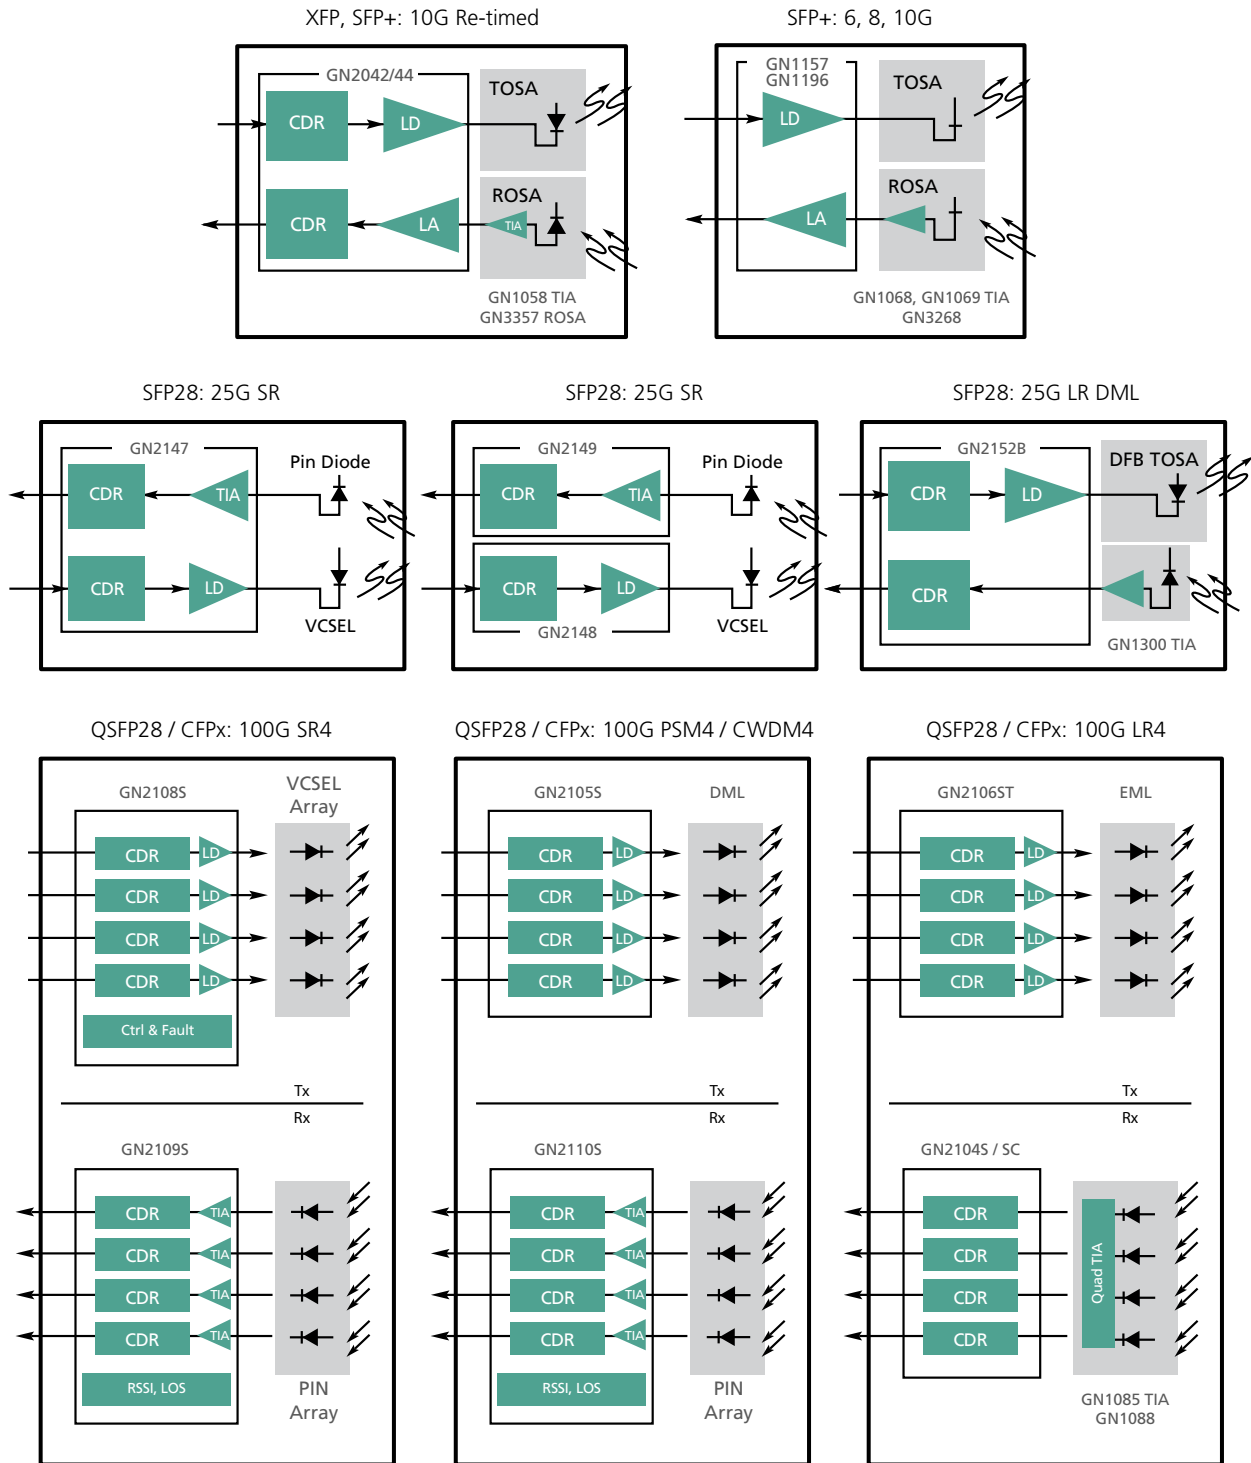 XFP, SFP+: 10G Re-timed
GN2042/44
TOSA
CDR
LD
ROSA
CDR
LA
TIA
GN1058 TIA
GN3357 ROSA
SFP+: 6, 8, 10G
GN1157
GN1196
TOSA
LD
ROSA
LA
GN1068, GN1069 TIA
GN3268
SFP28: 25G SR
GN2147
Pin Diode
CDR
TIA
CDR
LD
VCSEL
SFP28: 25G SR
GN2149
Pin Diode
CDR
TIA
CDR
LD
GN2148
VCSEL
SFP28: 25G LR DML
GN2152B
DFB TOSA
CDR
LD
CDR
GN1300 TIA
QSFP28 / CFPx: 100G SR4
GN2108S
VCSEL
Array
CDR
LD
CDR
LD
CDR
LD
CDR
LD
Ctrl & Fault
Tx
Rx
GN2109S
CDR
TIA
CDR
TIA
CDR
TIA
CDR
TIA
RSSI, LOS
PIN
Array
QSFP28 / CFPx: 100G PSM4 / CWDM4
GN2105S
DML
CDR
LD
CDR
LD
CDR
LD
CDR
LD
Tx
Rx
GN2110S
CDR
TIA
CDR
TIA
CDR
TIA
CDR
TIA
RSSI, LOS
PIN
Array
QSFP28 / CFPx: 100G LR4
GN2106ST
EML
CDR
LD
CDR
LD
CDR
LD
CDR
LD
Tx
Rx
GN2104S / SC
CDR
CDR
CDR
CDR
Quad TIA
GN1085 TIA
GN1088